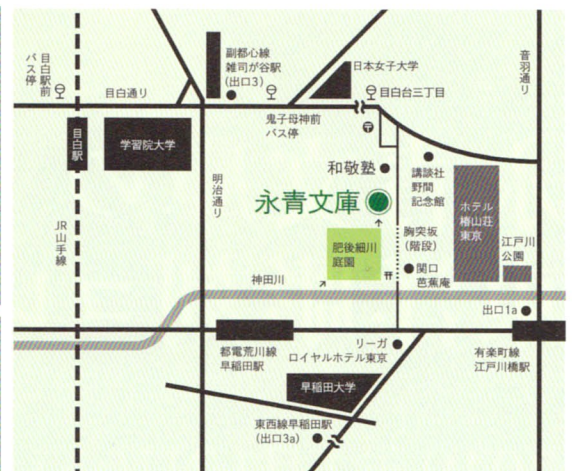 副都心線
雑司が谷駅
(出口3)
日本女子大学
音羽通り
目白駅前
バス停
目白通り
目白台三丁目
鬼子母神前
バス停
目白駅
学習院大学
和敬塾
講談社
野間
記念館
明治通り
永青文庫
ホテル
椿山荘
東京
胸突坂
(階段)
JR山手線
肥後細川
庭園
江戸川
公園
関口
芭蕉庵
神田川
出口1a
都電荒川線
早稲田駅
リーガ
ロイヤルホテル東京
有楽町線
江戸川橋駅
早稲田大学
東西線早稲田駅
(出口3a)